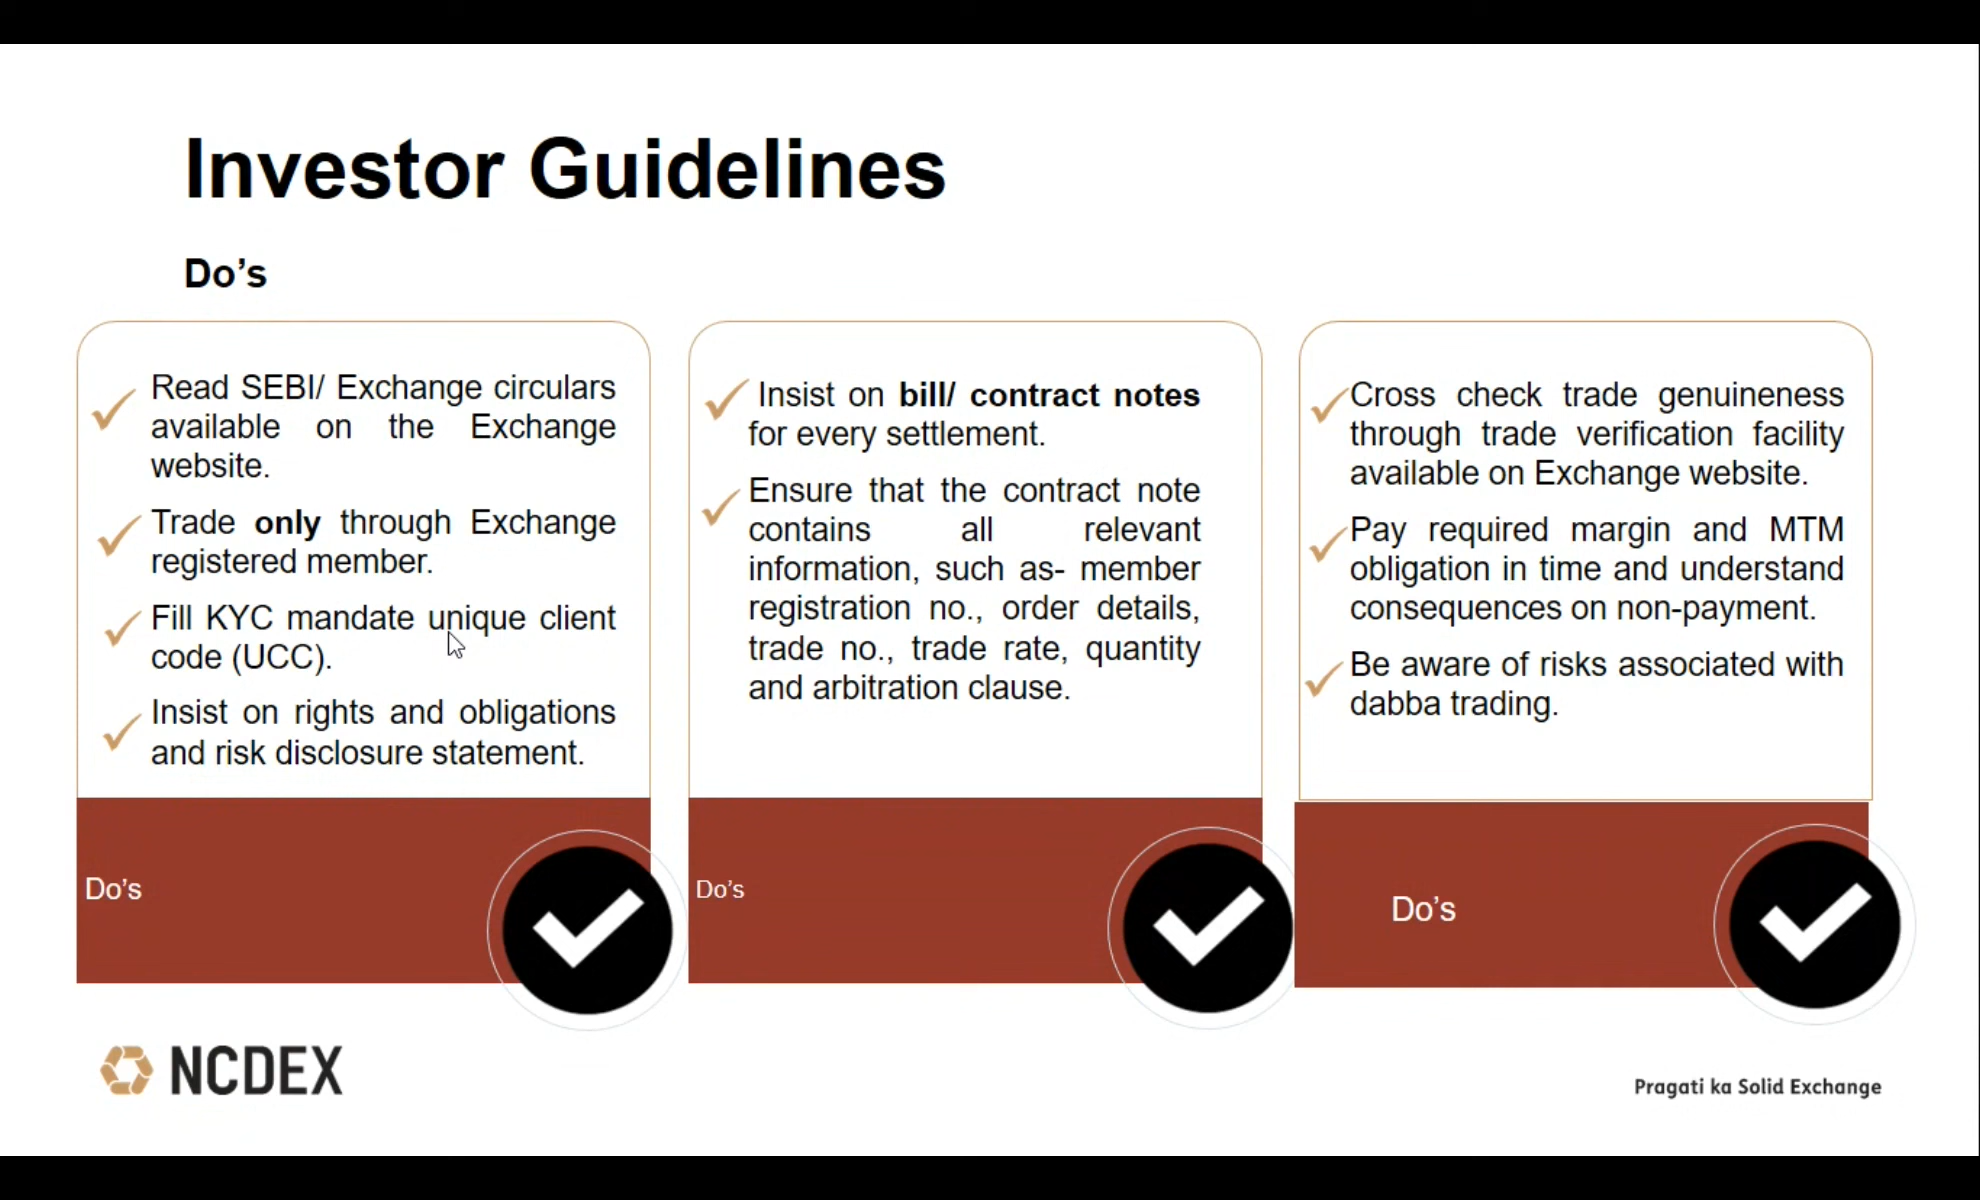 Investor Guidelines
Do’s
Read SEBI/ Exchange circulars
available on the Exchange
website.
Trade only through Exchange
registered member.
Fill KYC mandate unique client
code (UCC).
Insist on rights and obligations
and risk disclosure statement.
Do’s
Insist on bill/ contract notes
for every settlement.
Ensure that the contract note
contains all relevant
information, such as- member
registration no., order details,
trade no., trade rate, quantity
and arbitration clause.
Do’s
Cross check trade genuineness
through trade verification facility
available on Exchange website.
Pay required margin and MTM
obligation in time and understand
consequences on non-payment.
Be aware of risks associated with
dabba trading.
Do’s
NCDEX
Pragati ka Solid Exchange